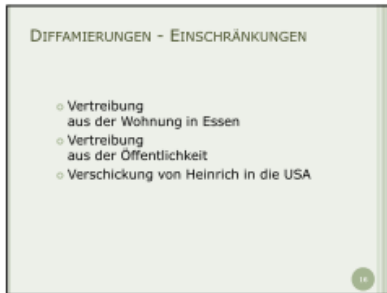 DIFFAMIERUNGEN - EINSCHRÄNKUNGEN
Vertreibung
aus der Wohnung in Essen
Vertreibung
aus der Öffentlichkeit
Verschickung von Heinrich in die USA